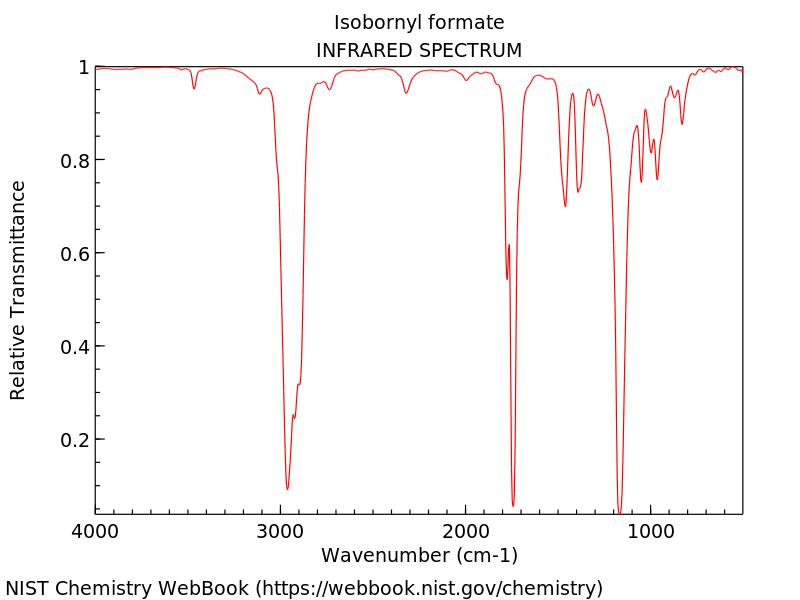 Isobornyl formate
INFRARED SPECTRUM
1
0.8
0.6
0.4
0.2
Relative Transmittance
4000 3000 2000 1000
Wavenumber (cm-1)
NIST Chemistry WebBook (https://webbook.nist.gov/chemistry)